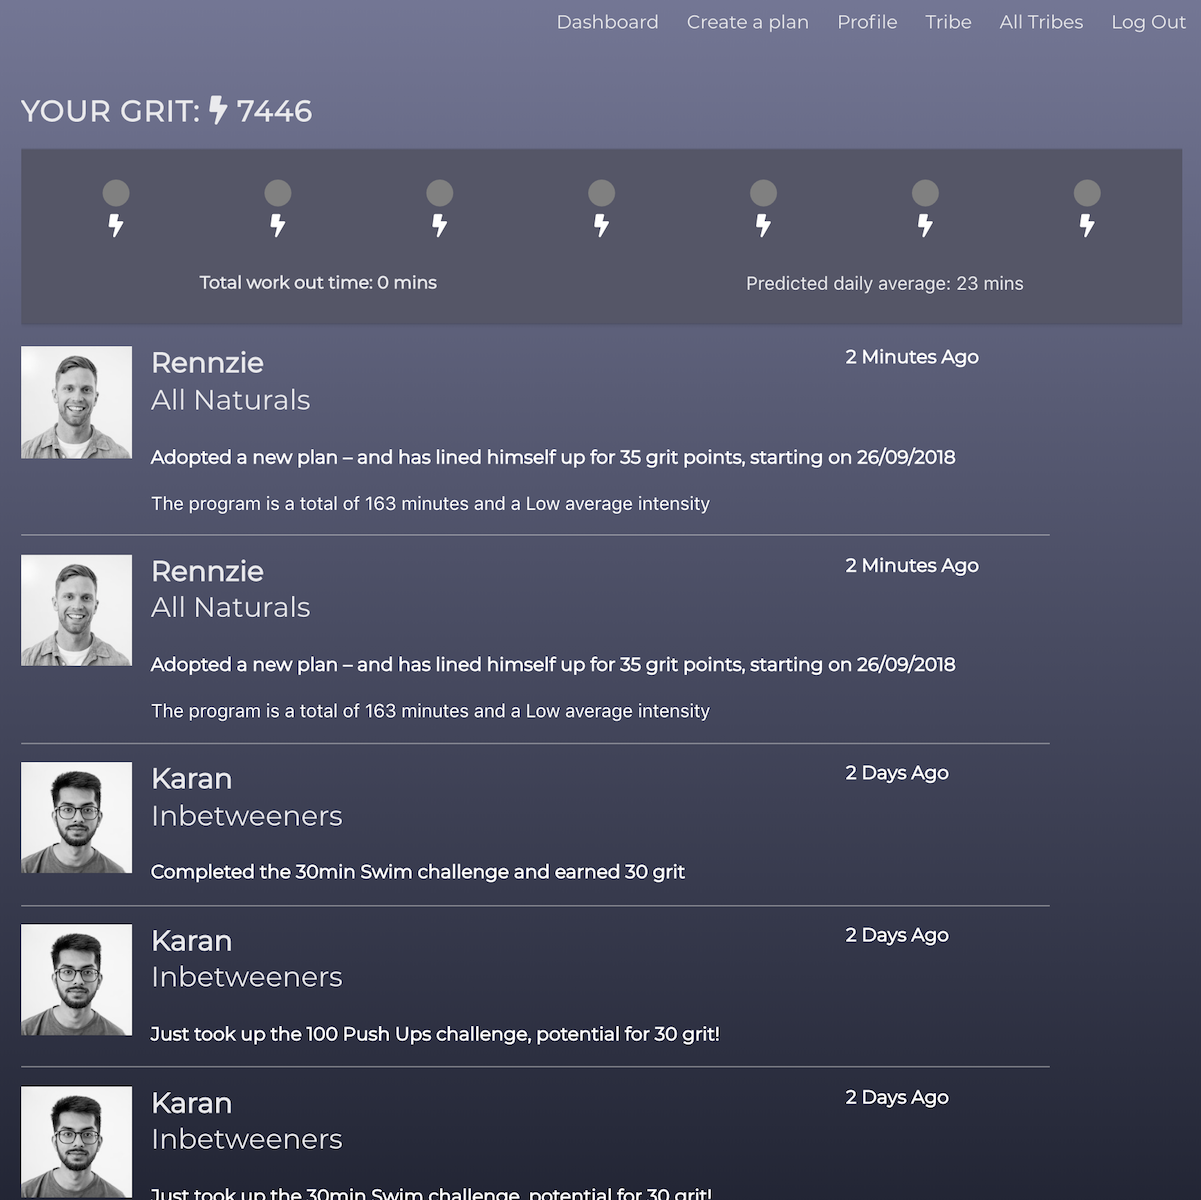 Dashboard Create a plan Profile Tribe All Tribes Log Out
YOUR GRIT: 7446
Total work out time: 0 mins Predicted daily average: 23 mins
Rennzie 2 Minutes Ago
All Naturals
Adopted a new plan – and has lined himself up for 35 grit points, starting on 26/09/2018
The program is a total of 163 minutes and a Low average intensity
Rennzie 2 Minutes Ago
All Naturals
Adopted a new plan – and has lined himself up for 35 grit points, starting on 26/09/2018
The program is a total of 163 minutes and a Low average intensity
Karan 2 Days Ago
Inbetweeners
Completed the 30min Swim challenge and earned 30 grit
Karan 2 Days Ago
Inbetweeners
Just took up the 100 Push Ups challenge, potential for 30 grit!
Karan 2 Days Ago
Inbetweeners
Just took up the 30min Swim challenge, potential for 30 grit!